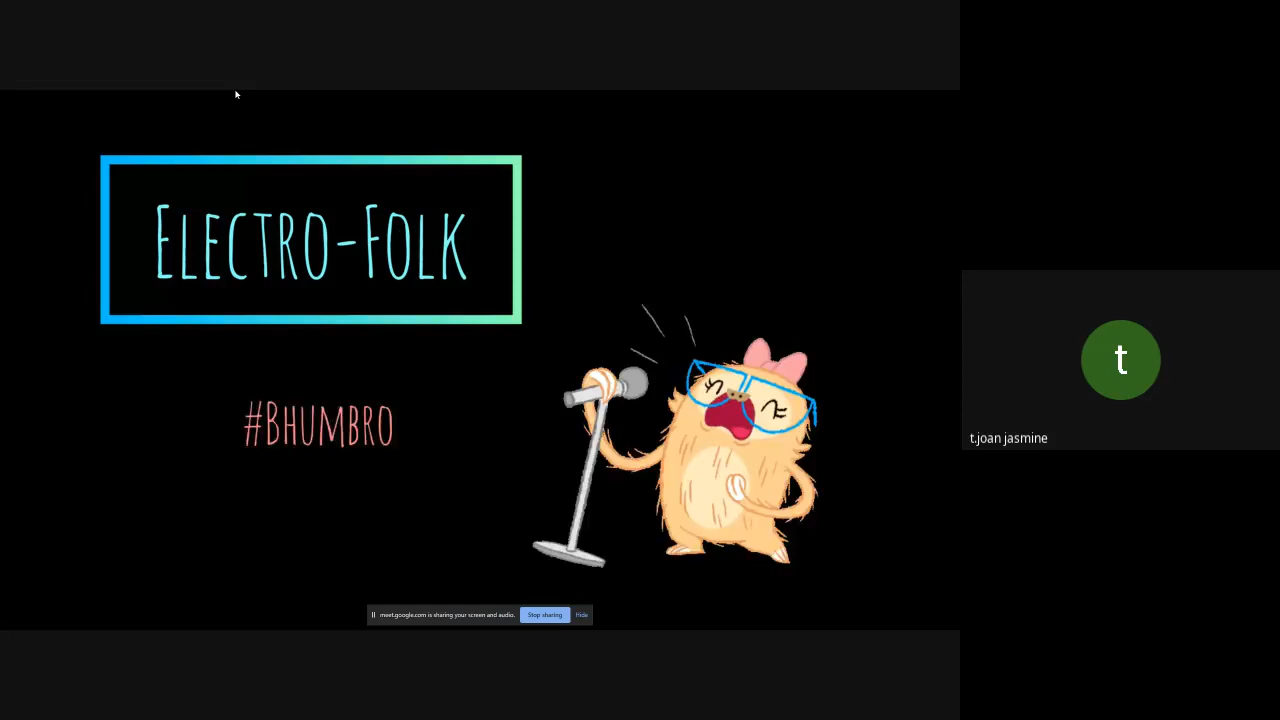 Electro-Folk
#Bhumbro
meet.google.com is sharing your screen and audio. Stop sharing Hide
t
t.joan jasmine